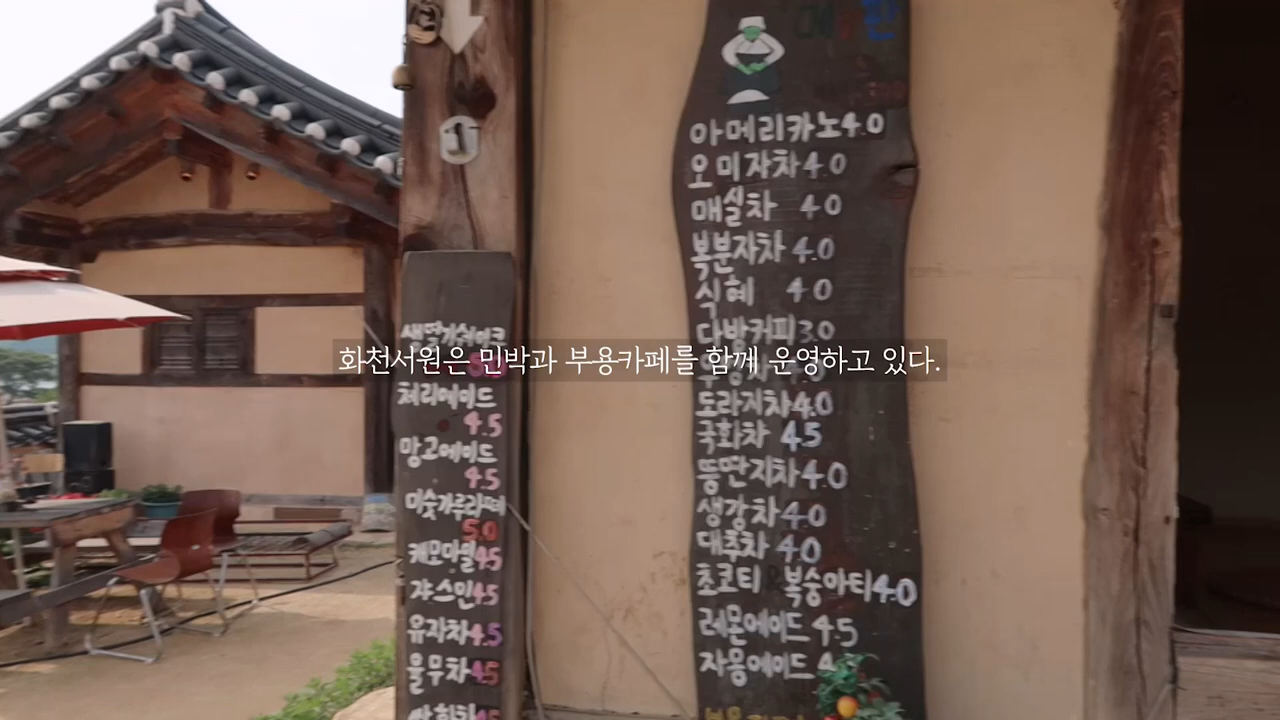 1
생딸기쉐이크
체리에이드
4.5
망고에이드
4.5
미숫가루라떼
5.0
캐모마일 4.5
쟈스민 4.5
유자차 4.5
율무차 4.5
아메리카노 4.0
오미자차 4.0
매실차 4.0
복분자차 4.0
식혜 4.0
다방커피 3.0
화천서원은 민박과 부용카페를 함께 운영하고 있다.
도라지차 4.0
국화차 4.5
뚱딴지차 4.0
생강차 4.0
대추차 4.0
초코티 복숭아티 4.0
레몬에이드 4.5
자몽에이드